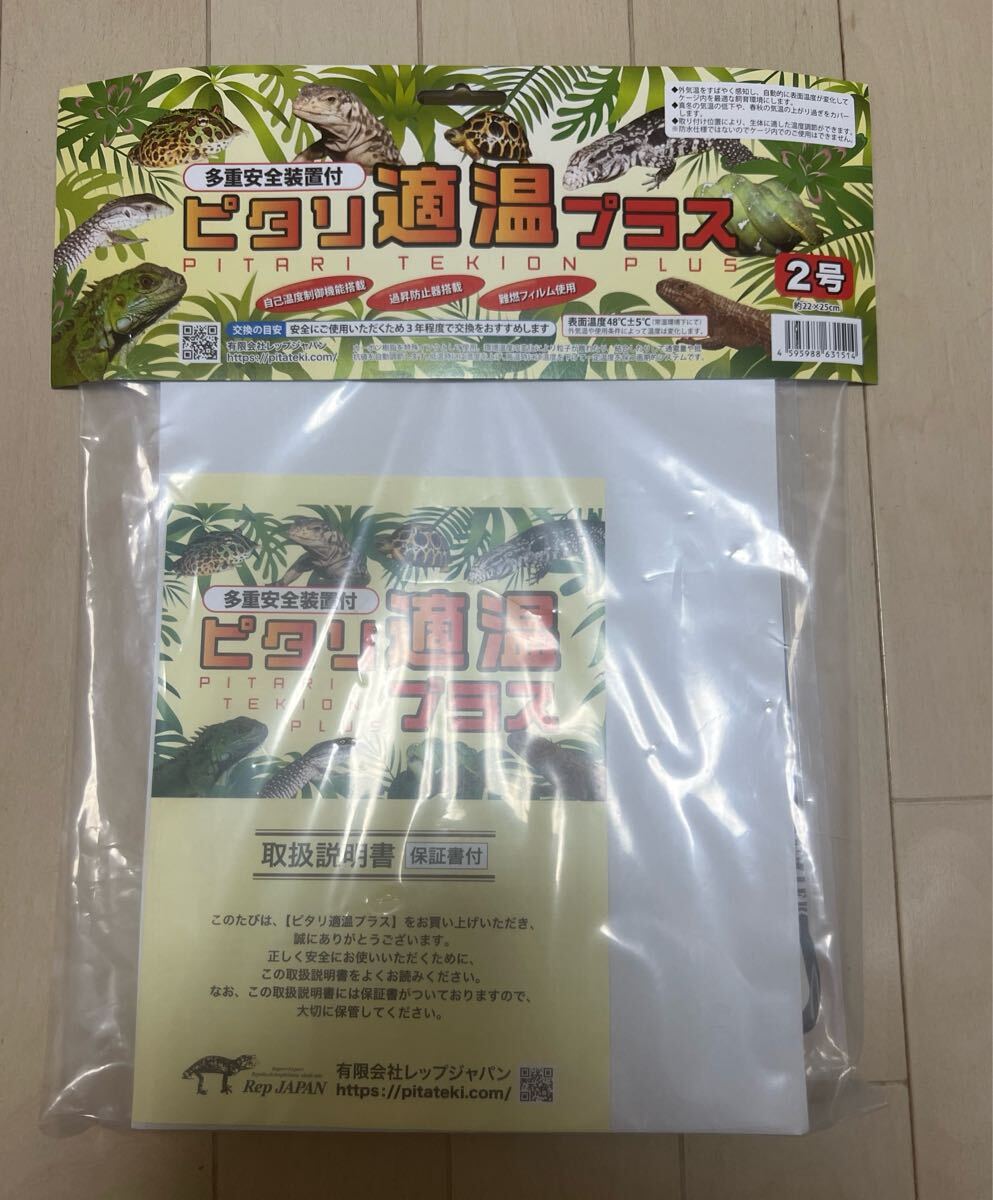 ◆外気温をすばやく感知し、自動的に表面温度が変化して
ケージ内を最適な飼育環境にします。
◆真冬の気温の低下や、春秋の気温の上がり過ぎをカバー
します。
◆取り付け位置により、生体に適した温度調節ができます。
※防水仕様ではないのでケージ内でのご使用はできません。
多重安全装置付
ピタリ適温プラス
PITARI TEKION PLUS
2号
約22×25cm
自己温度制御機能搭載
過昇防止器搭載
難燃フィルム使用
交換の目安 安全にご使用いただくため3年程度で交換をおすすめします
表面温度48℃±5℃(常温環境下にて)
外気温や使用条件によって温度は変化します。
有限会社レップジャパン
https://pitateki.com/
4 595988 631514
多重安全装置付
ピタリ適温
プラス
PITARI
TEKION
PLUS
取扱説明書 保証書付
このたびは、【ピタリ適温プラス】をお買い上げいただき、
誠にありがとうございます。
正しく安全にお使いいただくために、
この取扱説明書をよくお読みください。
なお、この取扱説明書には保証書がついておりますので、
大切に保管してください。
Rep JAPAN
有限会社レップジャパン
https://pitateki.com/